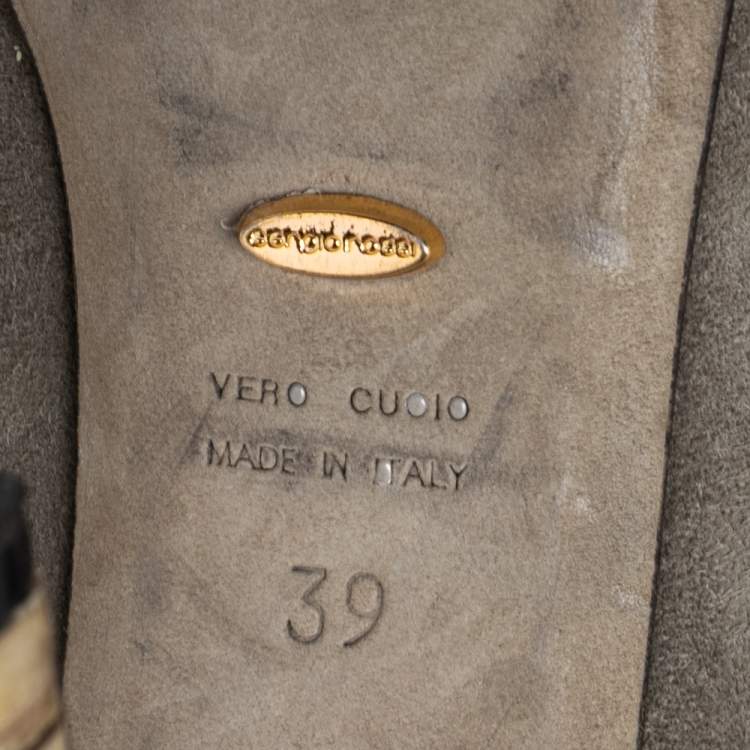 sergio rossi
VERO CUOIO
MADE IN ITALY
39